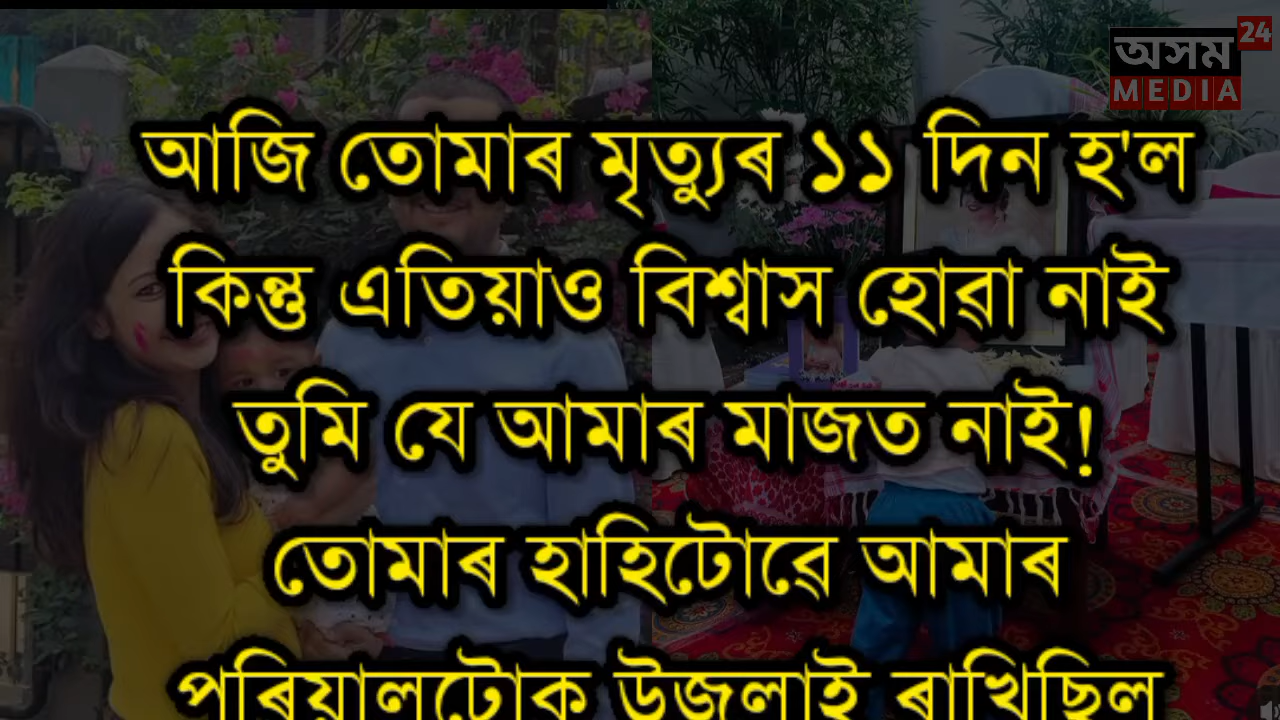 অসম 24
MEDIA
আজি তোমাৰ মৃত্যুৰ ১১ দিন হ'ল
কিন্তু এতিয়াও বিশ্বাস হোৱা নাই
তুমি যে আমাৰ মাজত নাই!
তোমাৰ হাহিটোৱে আমাৰ
পৰিয়ালটোক উজলাই ৰাখিছিল